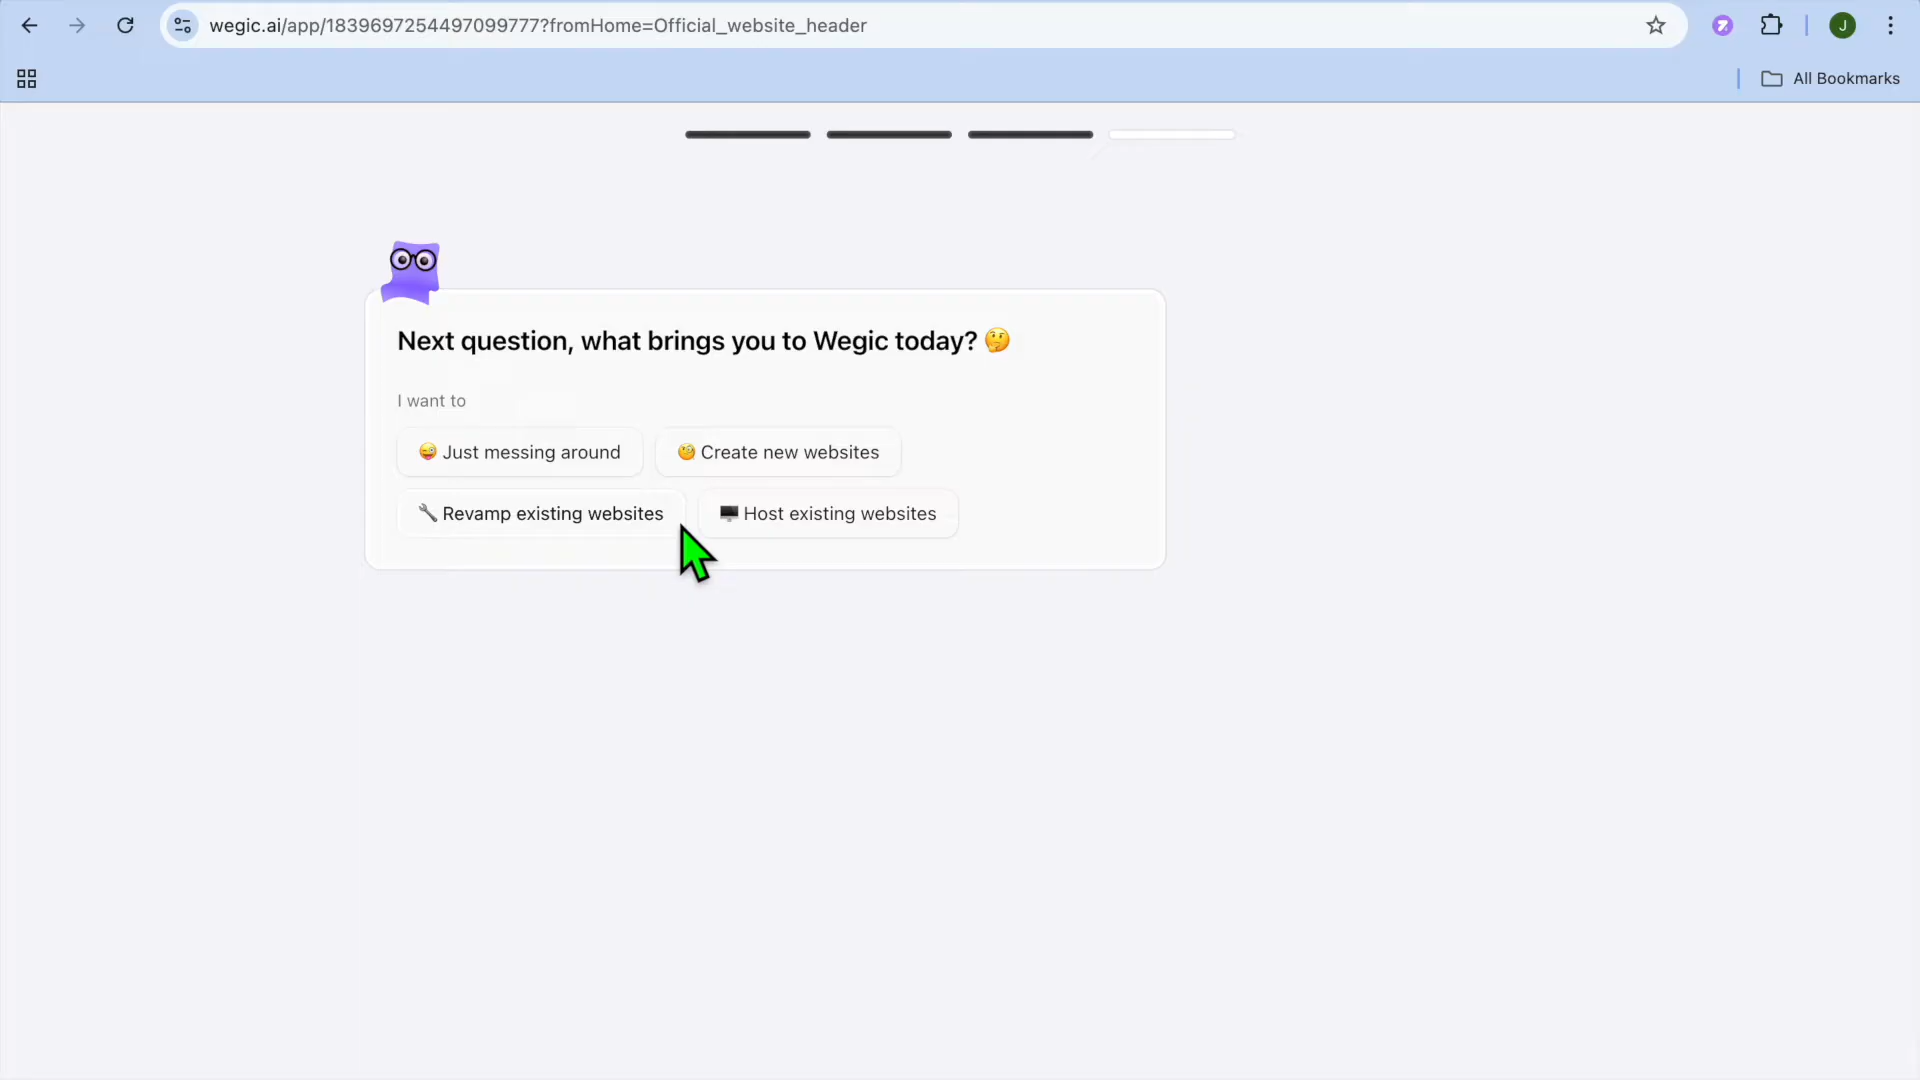 wegic.ai/app/1839697254497099777?fromHome=Official_website_header
J
All Bookmarks
Next question, what brings you to Wegic today? 🤔
I want to
😜 Just messing around
🧐 Create new websites
🔧 Revamp existing websites
🖥️ Host existing websites